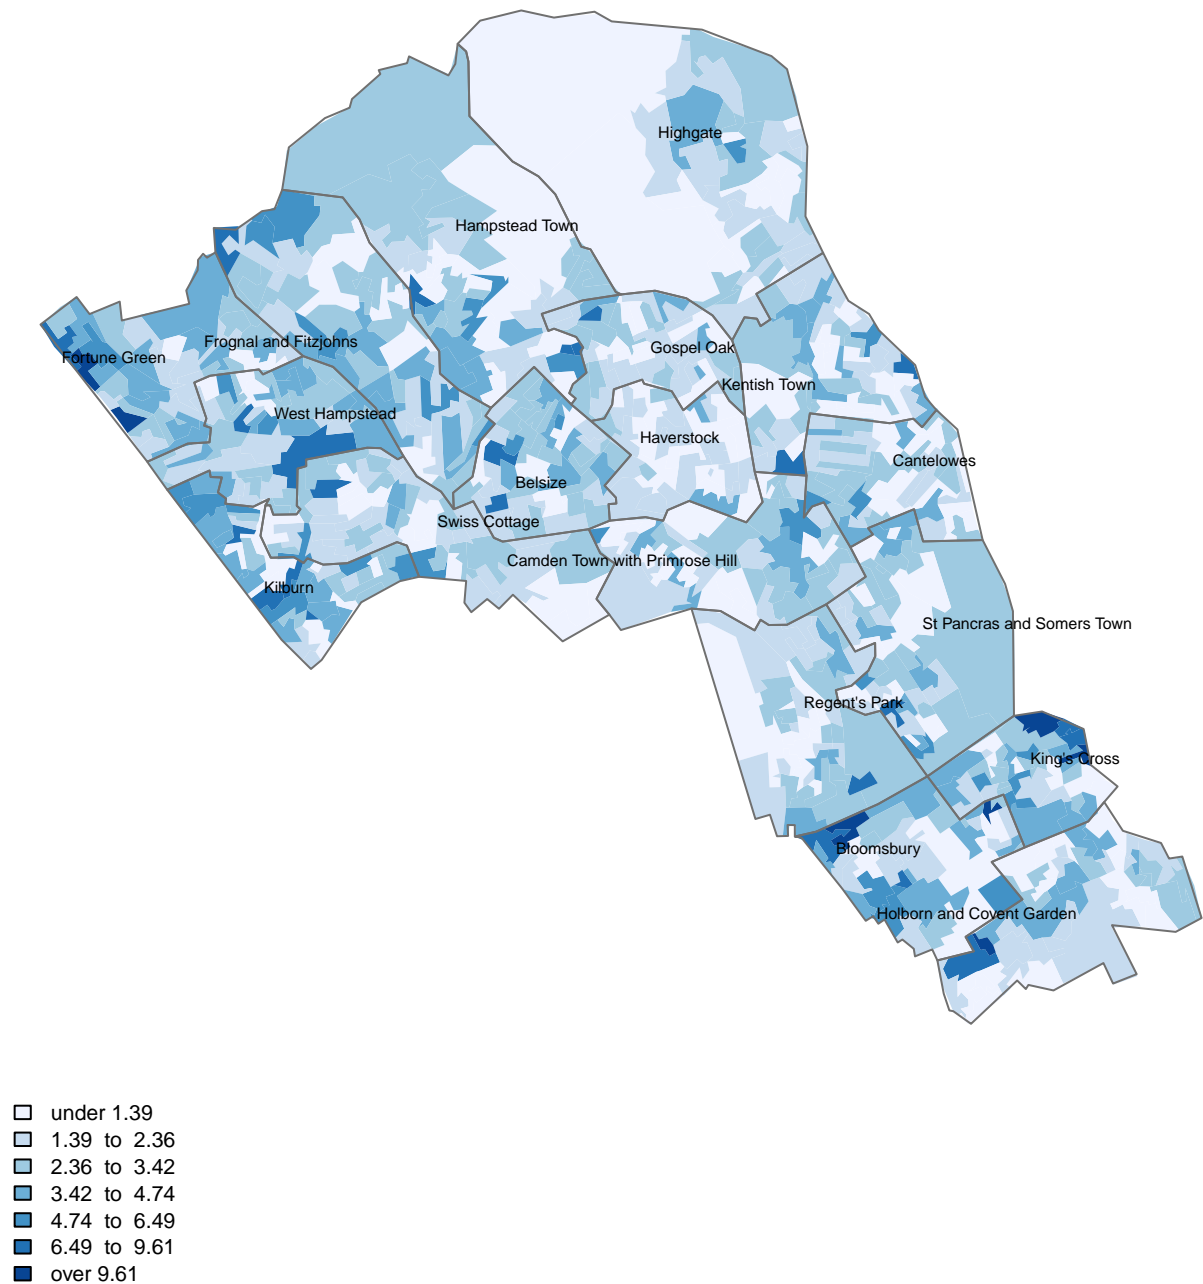 Highgate
Hampstead Town
Frognal and Fitzjohns
Gospel Oak
Fortune Green
Kentish Town
West Hampstead
Haverstock
Cantelowes
Belsize
Swiss Cottage
Camden Town with Primrose Hill
Kilburn
St Pancras and Somers Town
Regent's Park
King's Cross
Bloomsbury
Holborn and Covent Garden
under 1.39
1.39 to 2.36
2.36 to 3.42
3.42 to 4.74
4.74 to 6.49
6.49 to 9.61
over 9.61